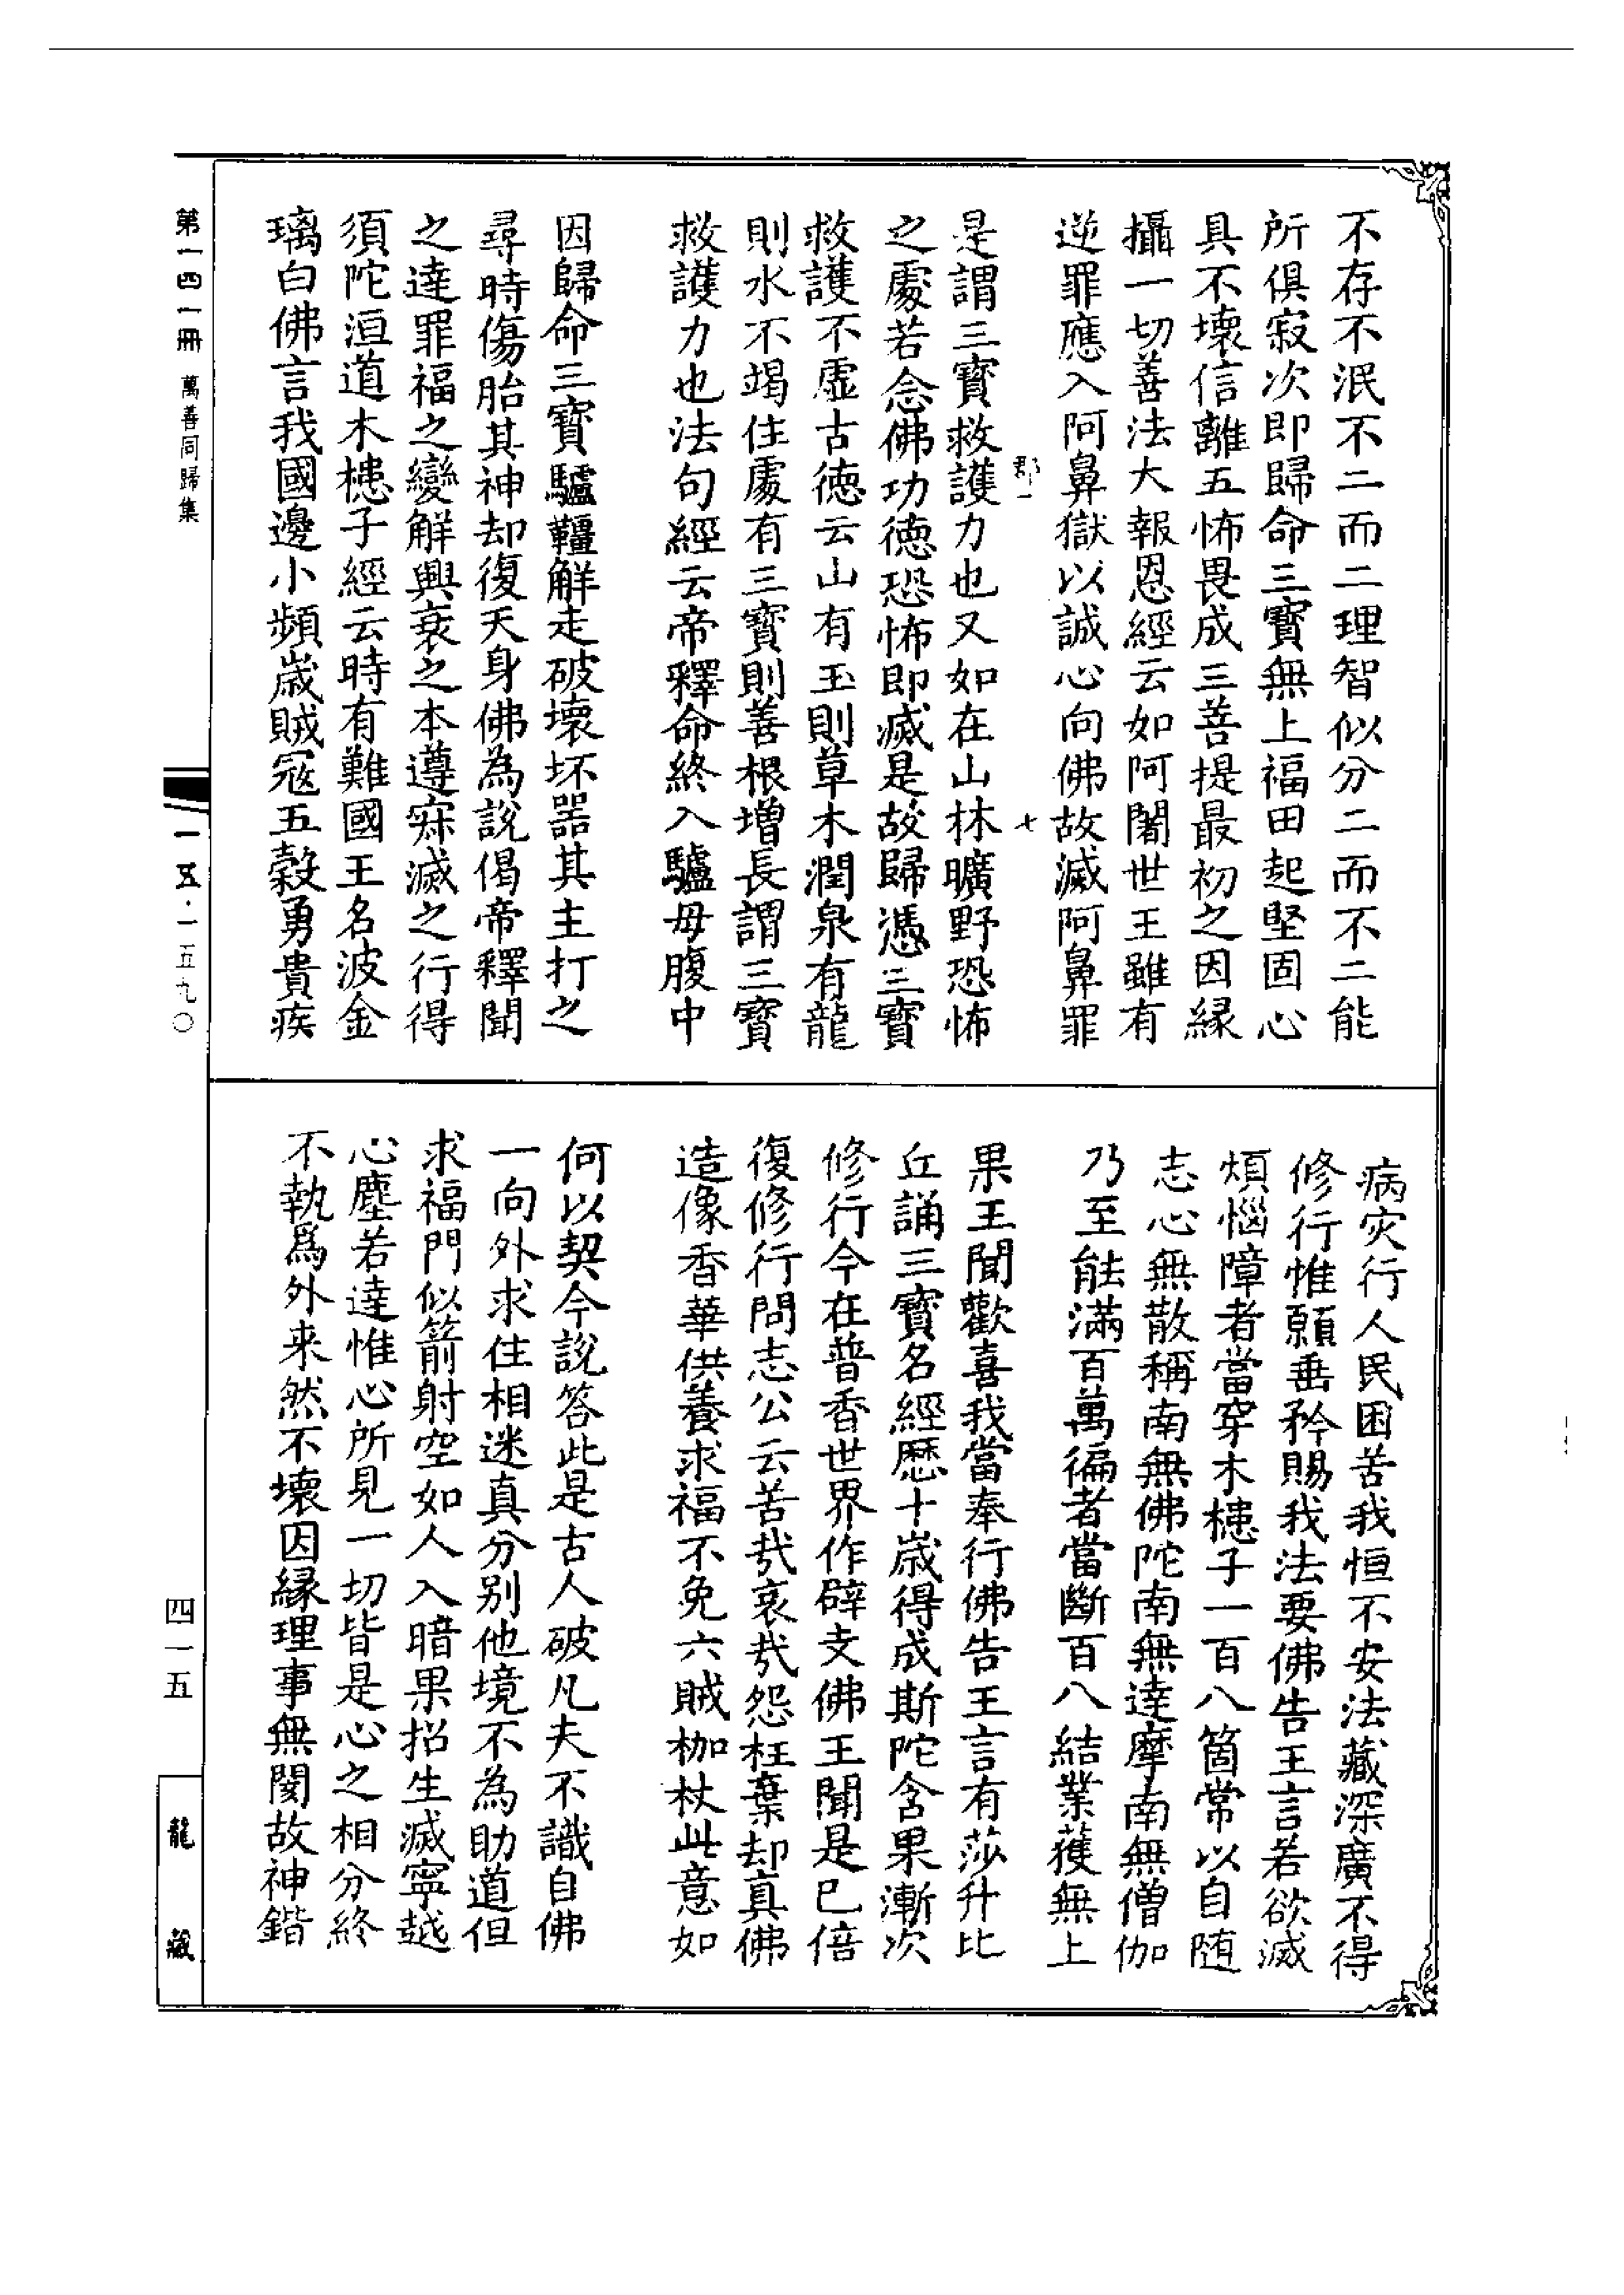 不存不泯不二而二理智似分二而不二能
所俱寂次即歸命三寶無上福田起堅固心
具不壞信離五怖畏成三菩提最初之因緣
攝一切善法大報恩經云如阿闍世王雖有
逆罪應入阿鼻獄以誠心向佛故滅阿鼻罪
郡一 七
是謂三寶救護力也又如在山林曠野恐怖
之處若念佛功德恐怖即滅是故歸憑三寶
救護不虛古德云山有玉則草木潤泉有龍
則水不竭住處有三寶則善根增長謂三寶
救護力也法句經云帝釋命終入驢母腹中
因歸命三寶驢韁解走破壞坏器其主打之
尋時傷胎其神却復天身佛為說偈帝釋聞
之達罪福之變解興衰之本遵寂滅之行得
須陀洹道木槵子經云時有難國王名波金
璃白佛言我國邊小頻歲賊寇五穀勇貴疾
病灾行人民困苦我恒不安法藏深廣不得
修行惟願垂矜賜我法要佛告王言若欲滅
煩惱障者當穿木槵子一百八箇常以自随
志心無散稱南無佛陀南無達摩南無僧伽
乃至能滿百萬徧者當斷百八結業獲無上
果王聞歡喜我當奉行佛告王言有莎升比
丘誦三寶名經歷十歲得成斯陀含果漸次
修行今在普香世界作辟支佛王聞是已倍
復修行問志公云苦哉哀哉怨枉棄却真佛
造像香華供養求福不免六賊枷杖此意如
何以契今說答此是古人破凡夫不識自佛
一向外求住相迷真分别他境不為助道但
求福門似箭射空如人入暗果招生滅寧越
心塵若達惟心所見一切皆是心之相分終
不執爲外来然不壞因緣理事無閡故神鍇
第一四一冊 萬善同歸集
一五·一五九〇
四一五
龍藏